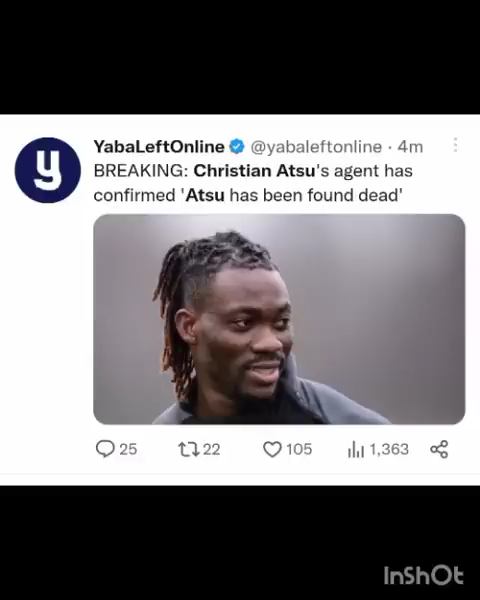 y
YabaLeftOnline @yabaleftonline · 4m
BREAKING: Christian Atsu's agent has
confirmed 'Atsu has been found dead'
25 22 105 1,363
InShOt